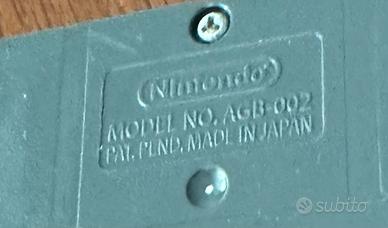 Nintendo
MODEL NO. AGB-002
PAT. PEND. MADE IN JAPAN
subito